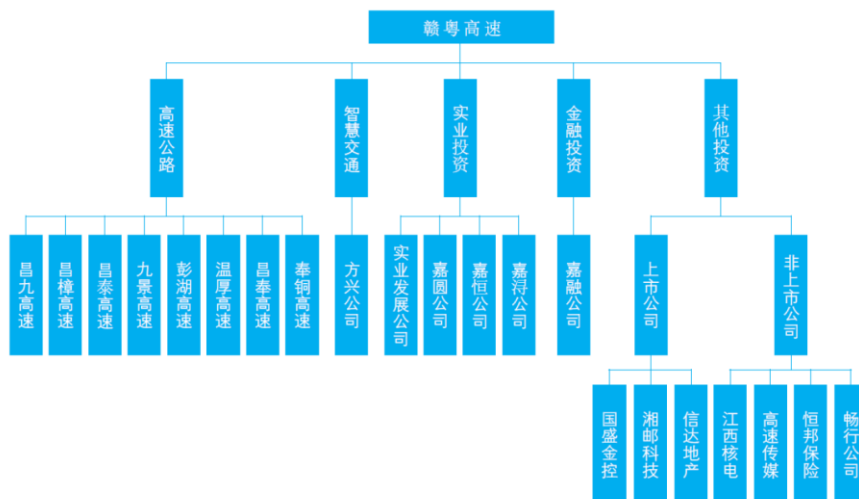 赣粤高速
高速公路
智慧交通
实业投资
金融投资
其他投资
昌九高速
昌樟高速
昌泰高速
九景高速
彭湖高速
温厚高速
昌奉高速
奉铜高速
方兴公司
实业发展公司
嘉圆公司
嘉恒公司
嘉浔公司
嘉融公司
上市公司
非上市公司
国盛金控
湘邮科技
信达地产
江西核电
高速传媒
恒邦保险
畅行公司